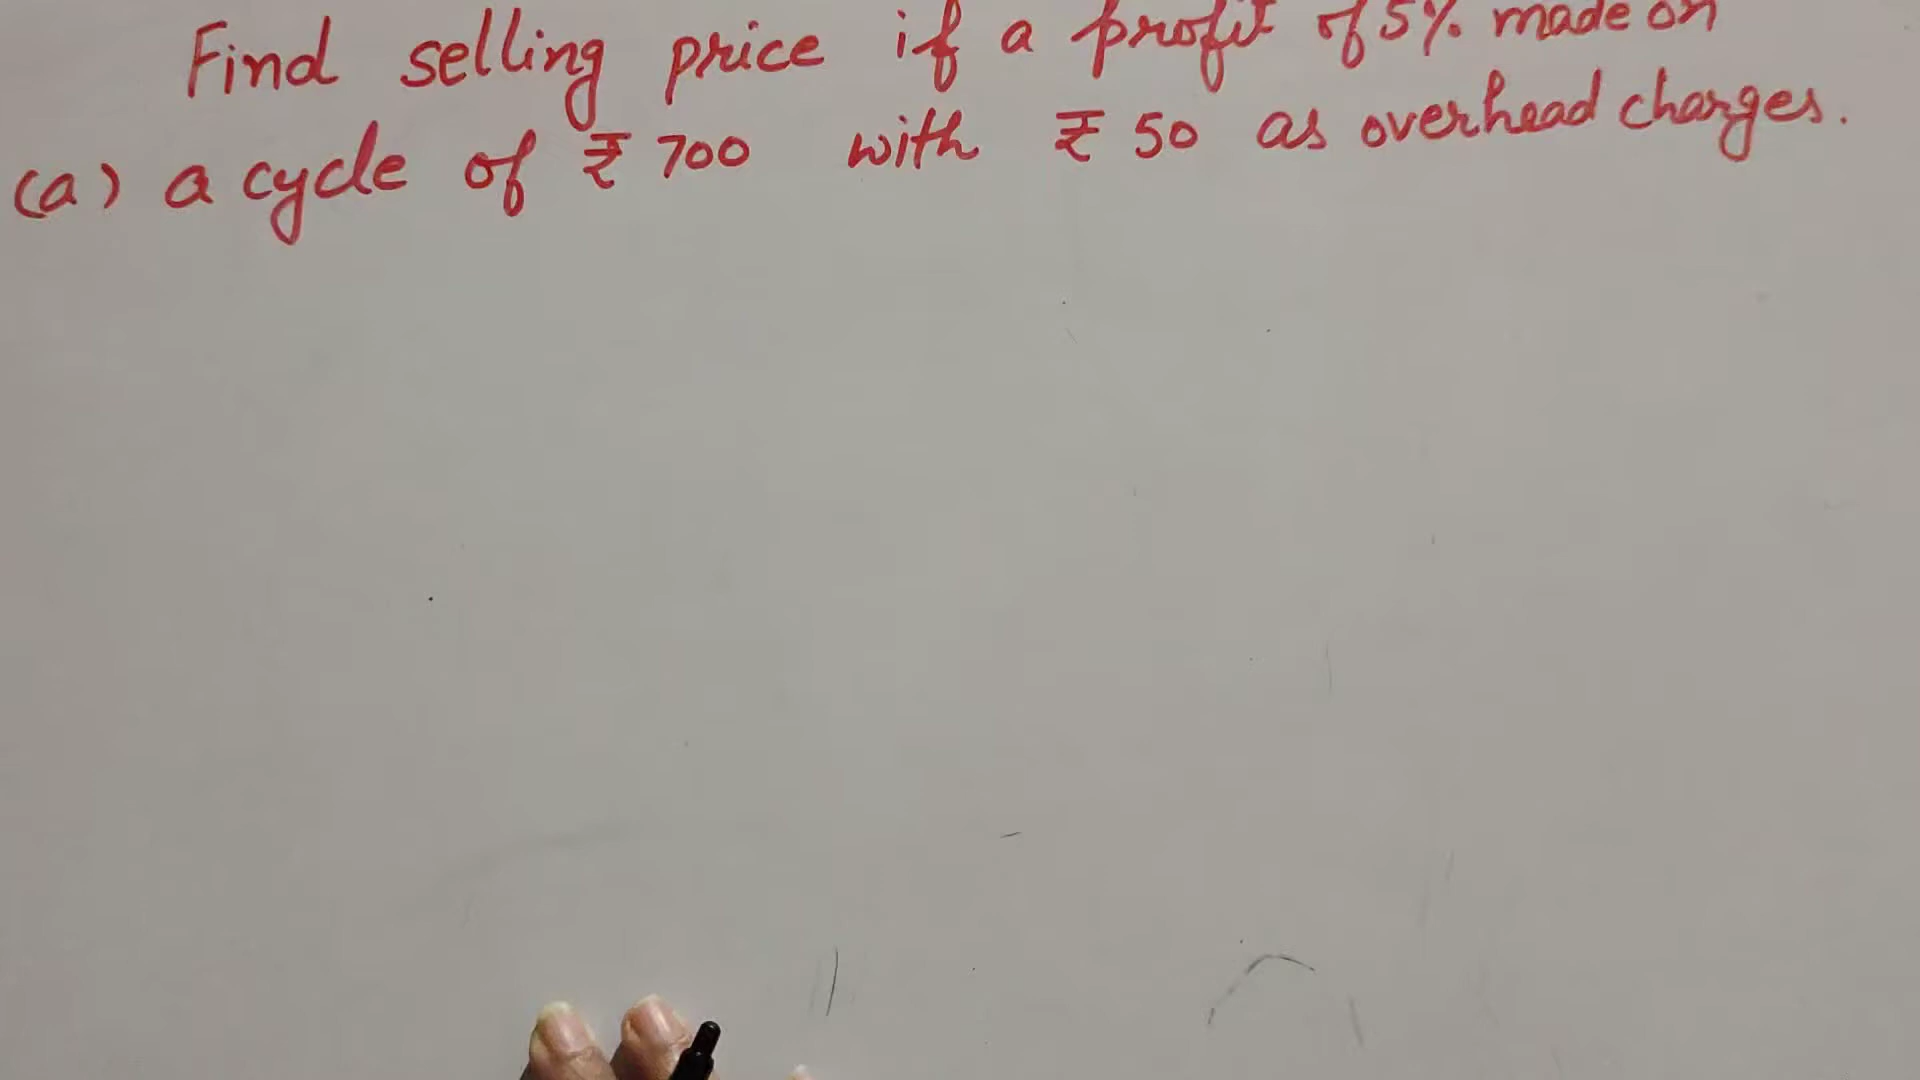 Find selling price if a profit of 5% made on
(a) a cycle of ₹ 700 with ₹ 50 as overhead charges.